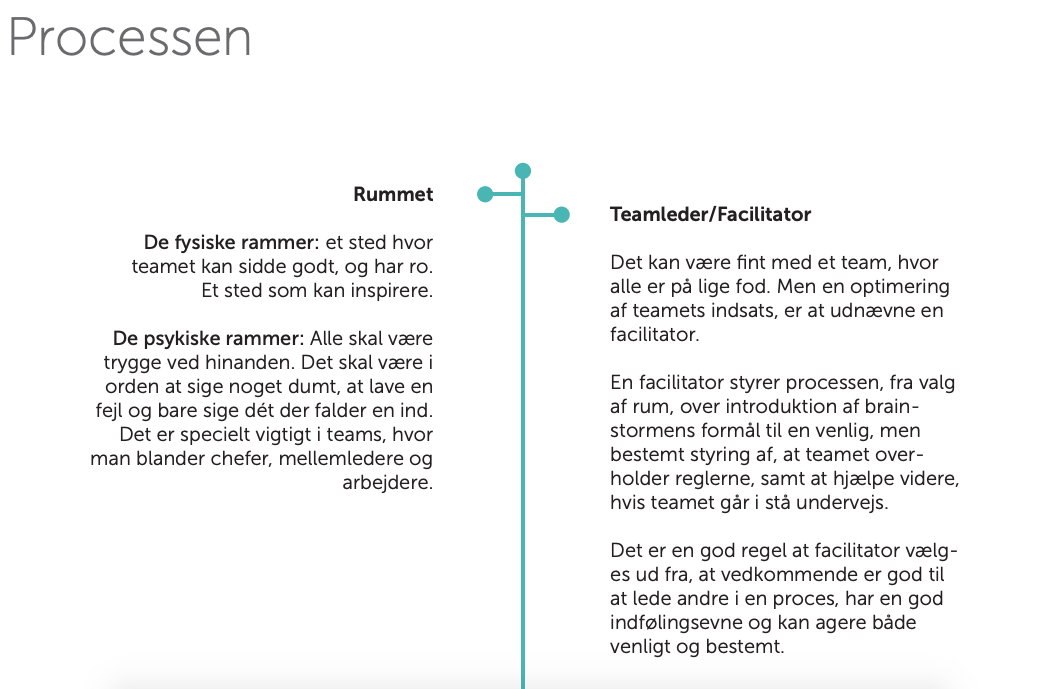 Processen
Rummet
De fysiske rammer: et sted hvor
teamet kan sidde godt, og har ro.
Et sted som kan inspirere.
De psykiske rammer: Alle skal være
trygge ved hinanden. Det skal være i
orden at sige noget dumt, at lave en
fejl og bare sige dét der falder en ind.
Det er specielt vigtigt i teams, hvor
man blander chefer, mellemledere og
arbejdere.
Teamleder/Facilitator
Det kan være fint med et team, hvor
alle er på lige fod. Men en optimering
af teamets indsats, er at udnævne en
facilitator.
En facilitator styrer processen, fra valg
af rum, over introduktion af brain-
stormens formål til en venlig, men
bestemt styring af, at teamet over-
holder reglerne, samt at hjælpe videre,
hvis teamet går i stå undervejs.
Det er en god regel at facilitator vælg-
es ud fra, at vedkommende er god til
at lede andre i en proces, har en god
indfølingsevne og kan agere både
venligt og bestemt.